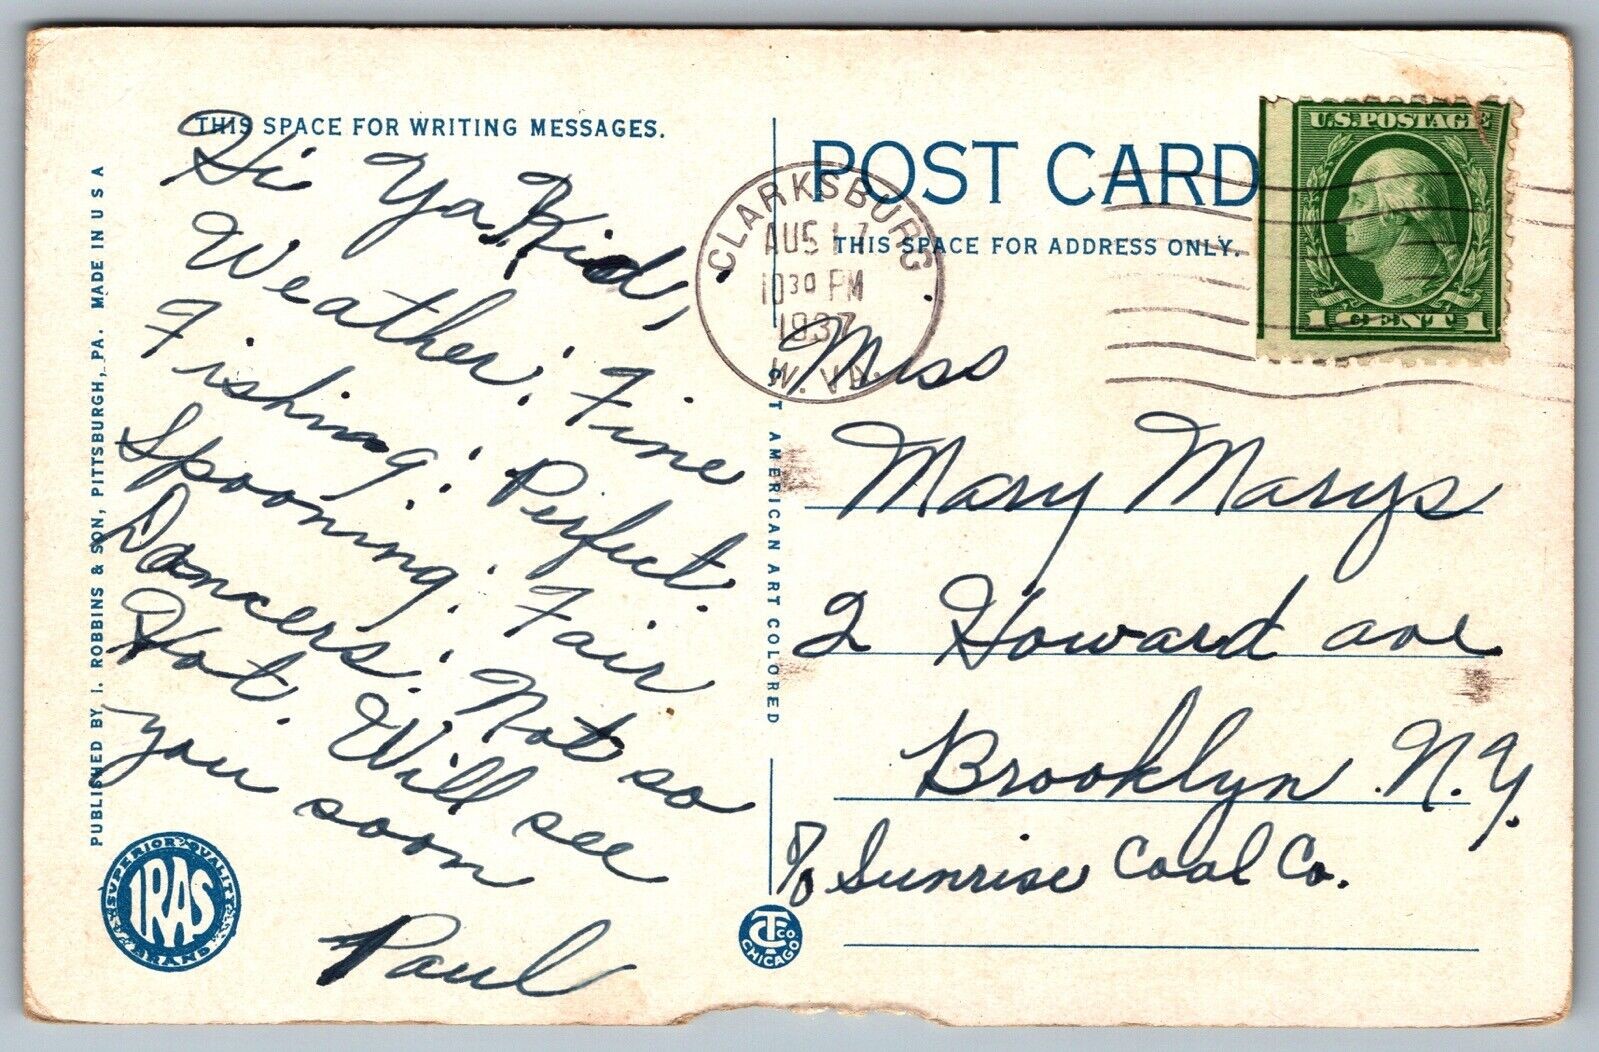 THIS SPACE FOR WRITING MESSAGES.
Hi Ya Kid,
Weather: Fine
Fishing: Perfect.
Spooning: Fair
Dancers: Not so
Hot. Will see
you soon
Paul
PUBLISHED BY I. ROBBINS & SON, PITTSBURGH, PA. MADE IN U S A
SUPERIOR QUALITY
IRAS
BRAND
POST CARD
THIS SPACE FOR ADDRESS ONLY.
CLARKSBURG
AUG 17
10 30 PM
1937
W. VA.
U.S. POSTAGE
1 CENT 1
Miss
Mary Marys
2 Howard ave
Brooklyn N.Y.
c/o Sunrise Coal Co.
C T AMERICAN ART COLORED
CT CO.
CHICAGO